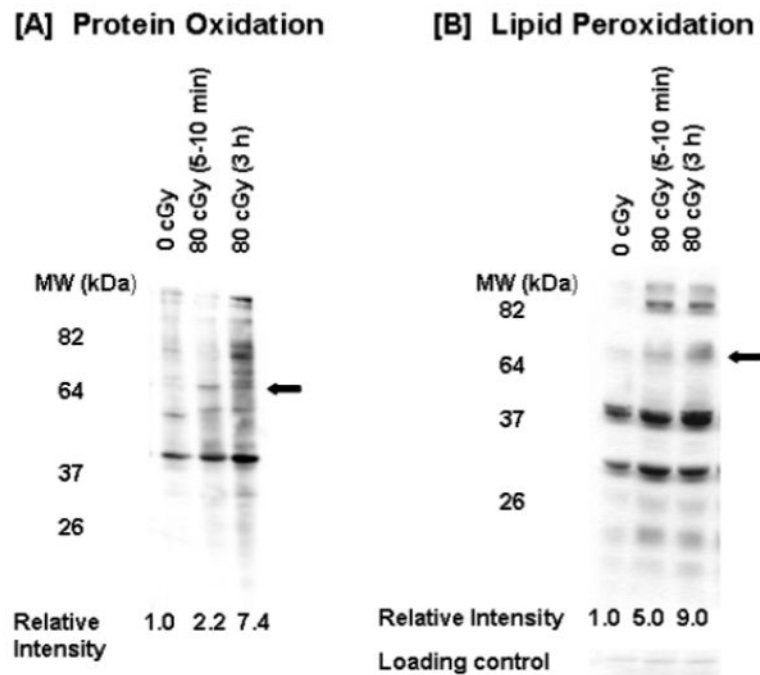 [A] Protein Oxidation
0 cGy
80 cGy (5-10 min)
80 cGy (3 h)
MW (kDa)
82
64
37
26
Relative Intensity 1.0 2.2 7.4
[B] Lipid Peroxidation
0 cGy
80 cGy (5-10 min)
80 cGy (3 h)
MW (kDa)
82
64
37
26
Relative Intensity 1.0 5.0 9.0
Loading control